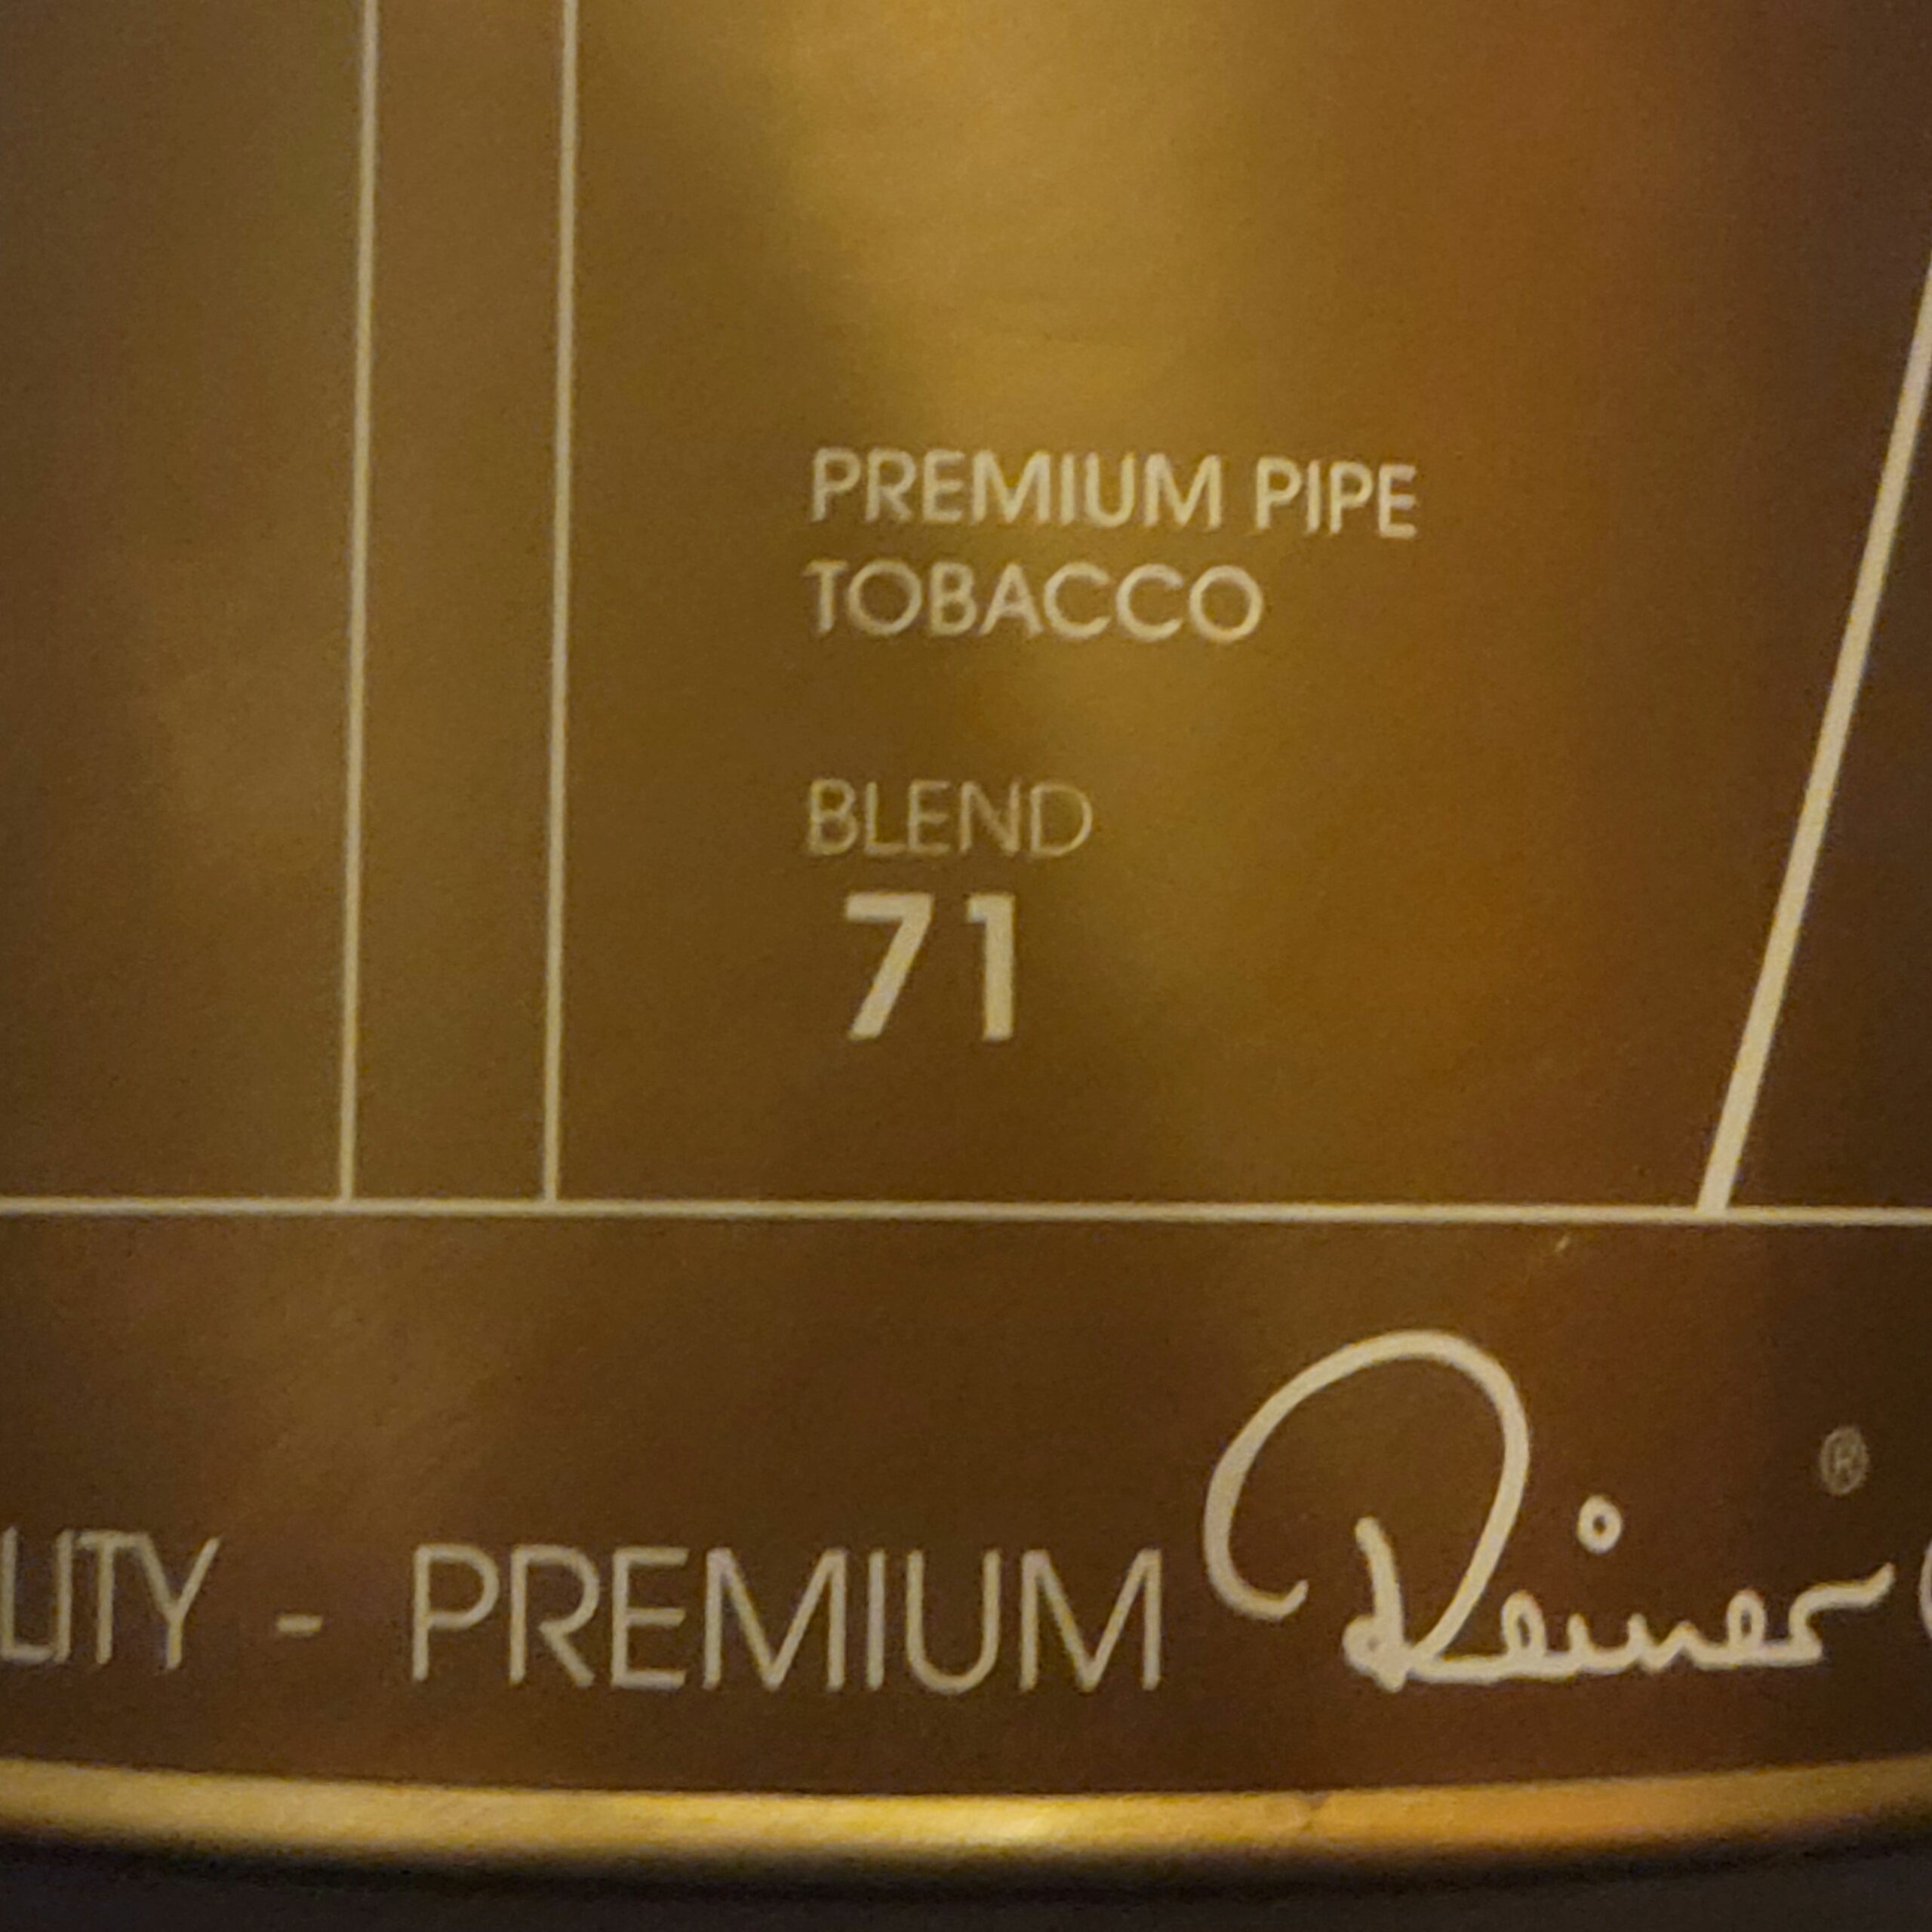 PREMIUM PIPE
TOBACCO
BLEND
71
LITY - PREMIUM Reiner ®